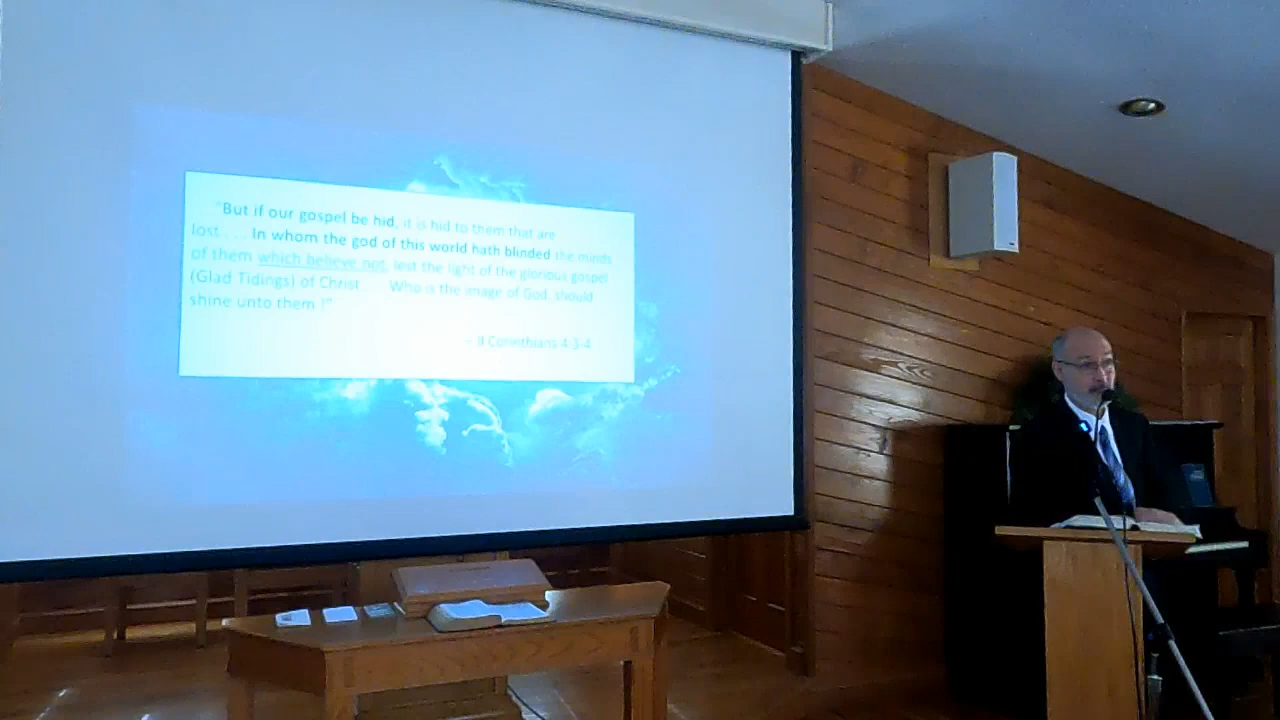 "But if our gospel be hid, it is hid to them that are
lost . . . . In whom the god of this world hath blinded the minds
of them which believe not, lest the light of the glorious gospel
(Glad Tidings) of Christ . . . . Who is the image of God, should
shine unto them !"
– II Corinthians 4:3-4